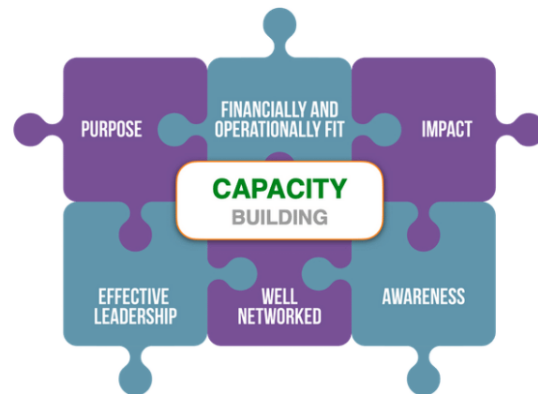 PURPOSE
FINANCIALLY AND
OPERATIONALLY FIT
IMPACT
CAPACITY
BUILDING
EFFECTIVE
LEADERSHIP
WELL
NETWORKED
AWARENESS